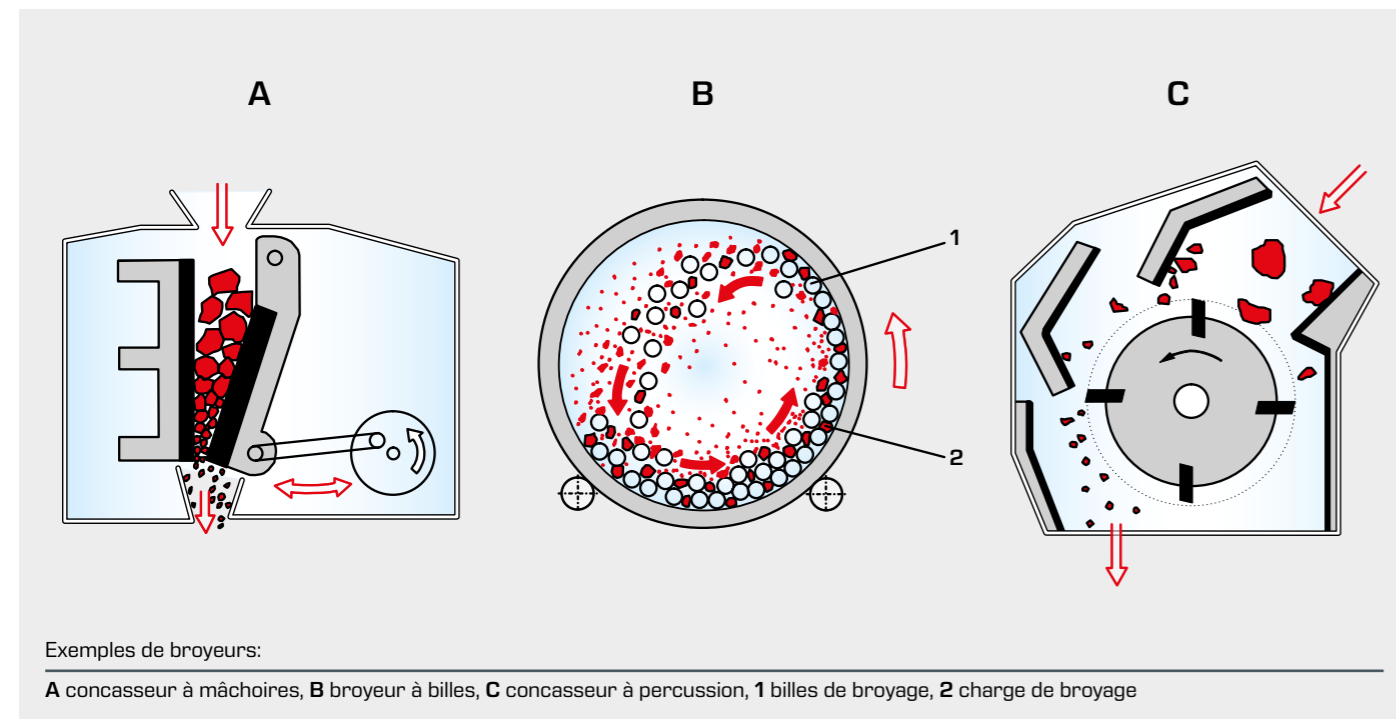 A B C
1
2
Exemples de broyeurs:
A concasseur à mâchoires, B broyeur à billes, C concasseur à percussion, 1 billes de broyage, 2 charge de broyage